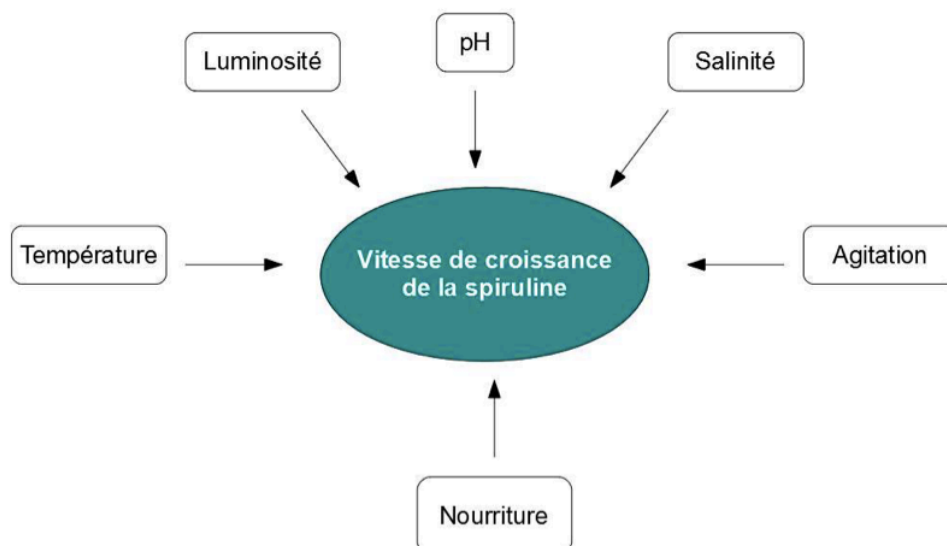 pH
Luminosité
Salinité
Température
Vitesse de croissance
de la spiruline
Agitation
Nourriture